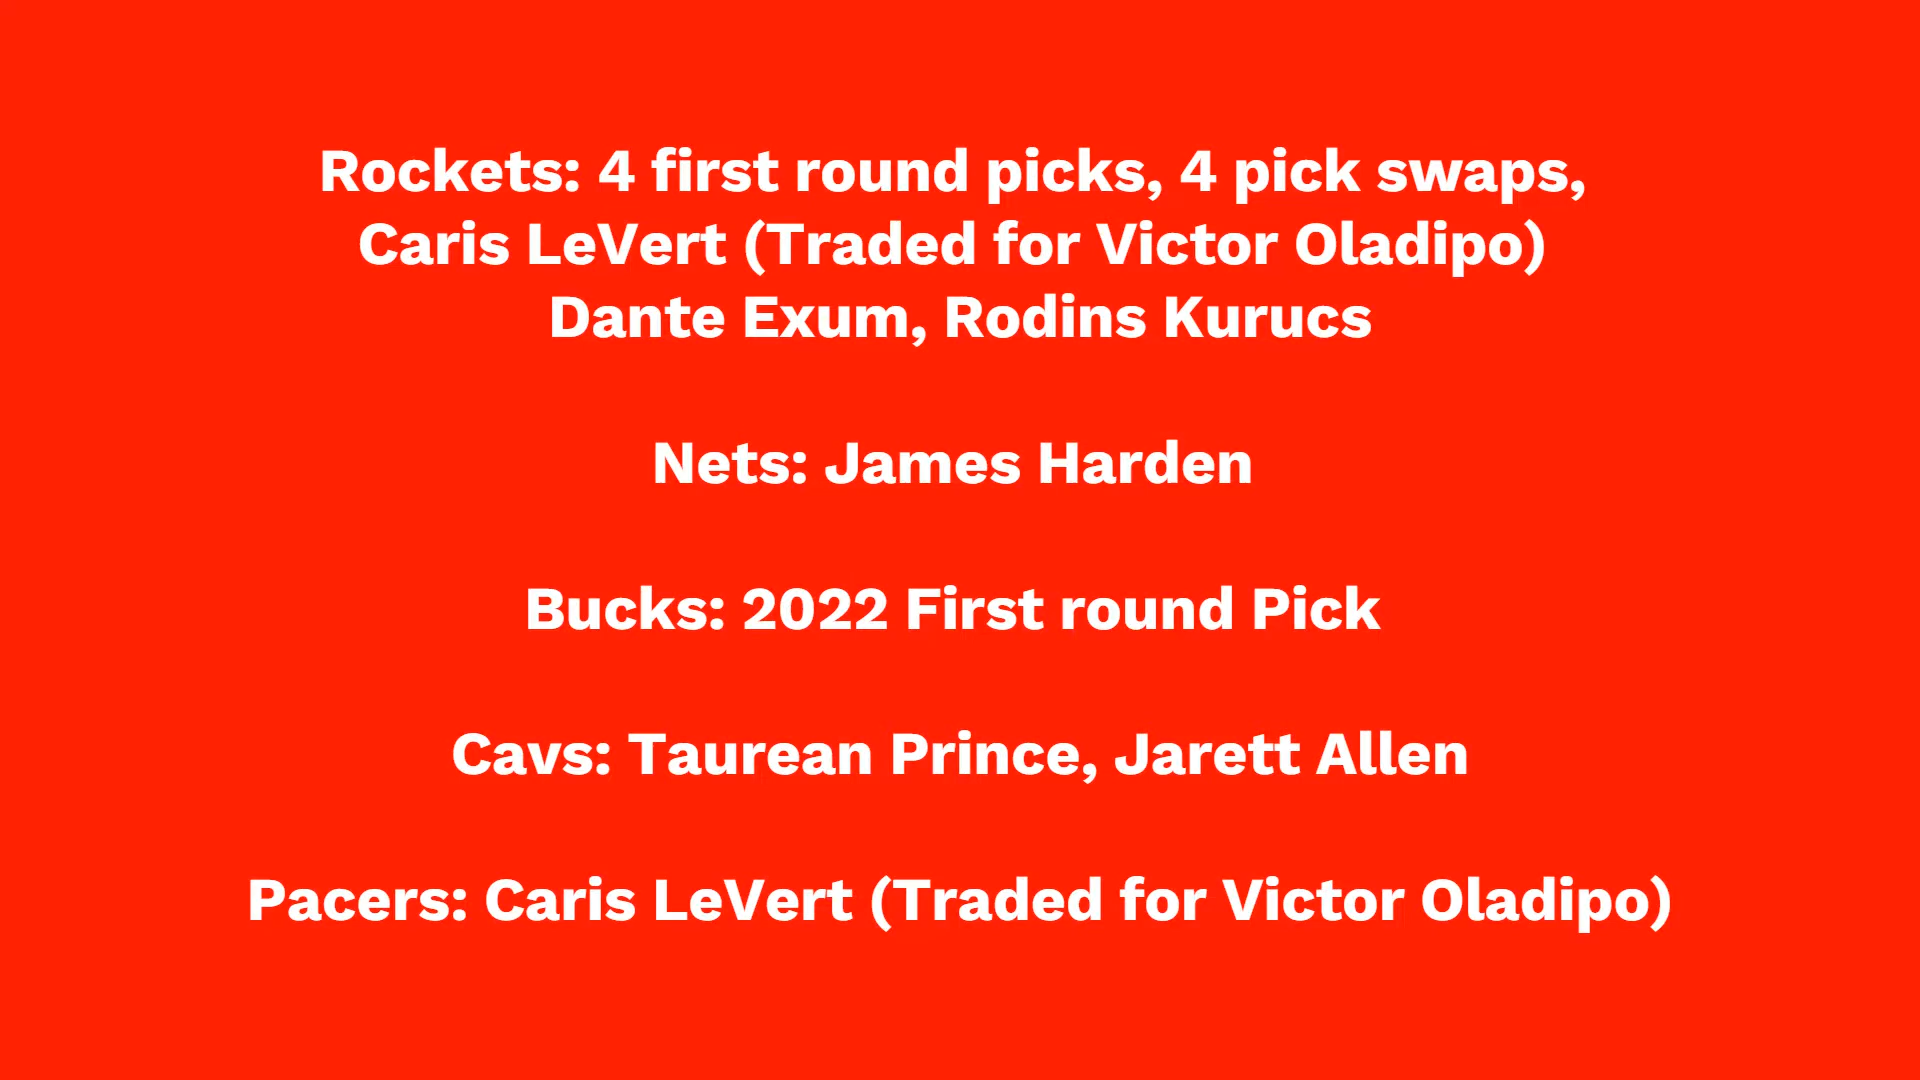 Rockets: 4 first round picks, 4 pick swaps,
Caris LeVert (Traded for Victor Oladipo)
Dante Exum, Rodins Kurucs
Nets: James Harden
Bucks: 2022 First round Pick
Cavs: Taurean Prince, Jarett Allen
Pacers: Caris LeVert (Traded for Victor Oladipo)